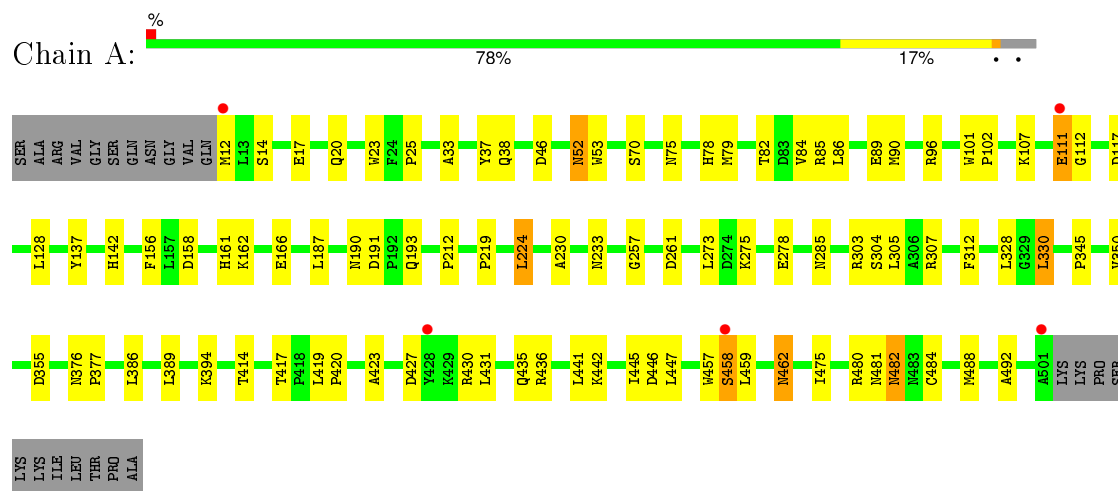 %
Chain A:
78% 17% • •
SER ALA ARG VAL GLY SER GLN ASN GLY VAL GLN M12 L13 S14 E17 Q20 W23 F24 P25 A33 Y37 Q38 D46 N52 W53 S70 N75 H78 M79 T82 D83 V84 R85 L86 E89 M90 R96 W101 P102 K107 E111 G112 D117
L128 Y137 H142 F156 L157 D158 H161 K162 E166 L187 N190 D191 P192 Q193 P212 P219 L224 A230 N233 G257 D261 L273 D274 K275 E278 N285 R303 S304 L305 A306 R307 F312 L328 G329 L330 P345 V350
D355 N376 P377 L386 L389 K394 T414 T417 P418 L419 P420 A423 D427 Y428 K429 R430 L431 Q435 R436 L441 K442 I445 D446 L447 W457 S458 L459 N462 I475 R480 N481 N482 N483 C484 M488 A492 A501 LYS LYS PRO SER
LYS LYS ILE LEU THR PRO ALA